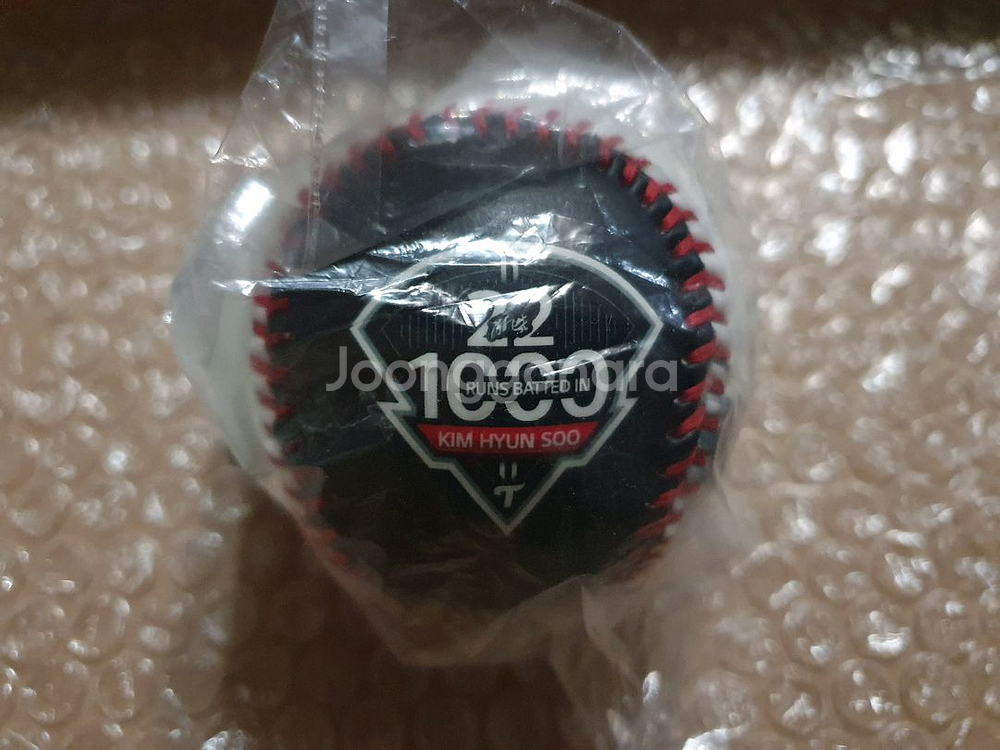 22
1000
RUNS BATTED IN
KIM HYUN SOO
T